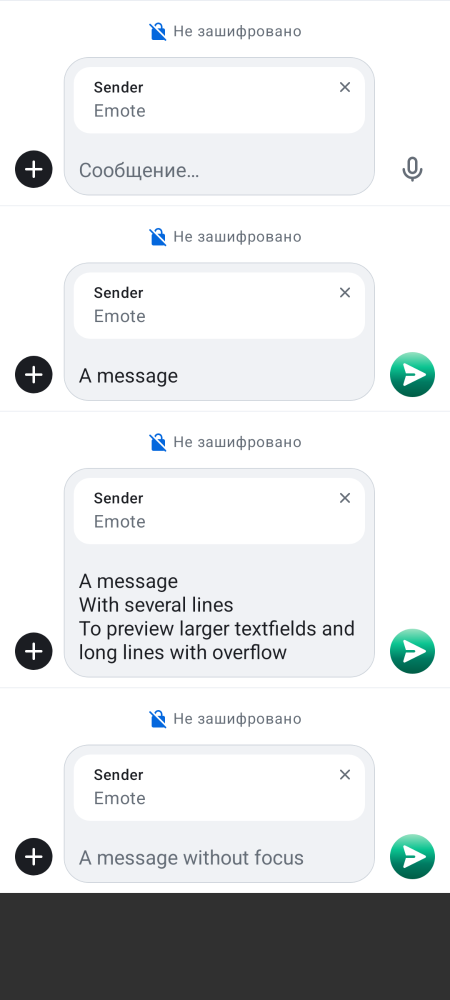 Не зашифровано
Sender
Emote
Сообщение…
Не зашифровано
Sender
Emote
A message
Не зашифровано
Sender
Emote
A message
With several lines
To preview larger textfields and
long lines with overflow
Не зашифровано
Sender
Emote
A message without focus